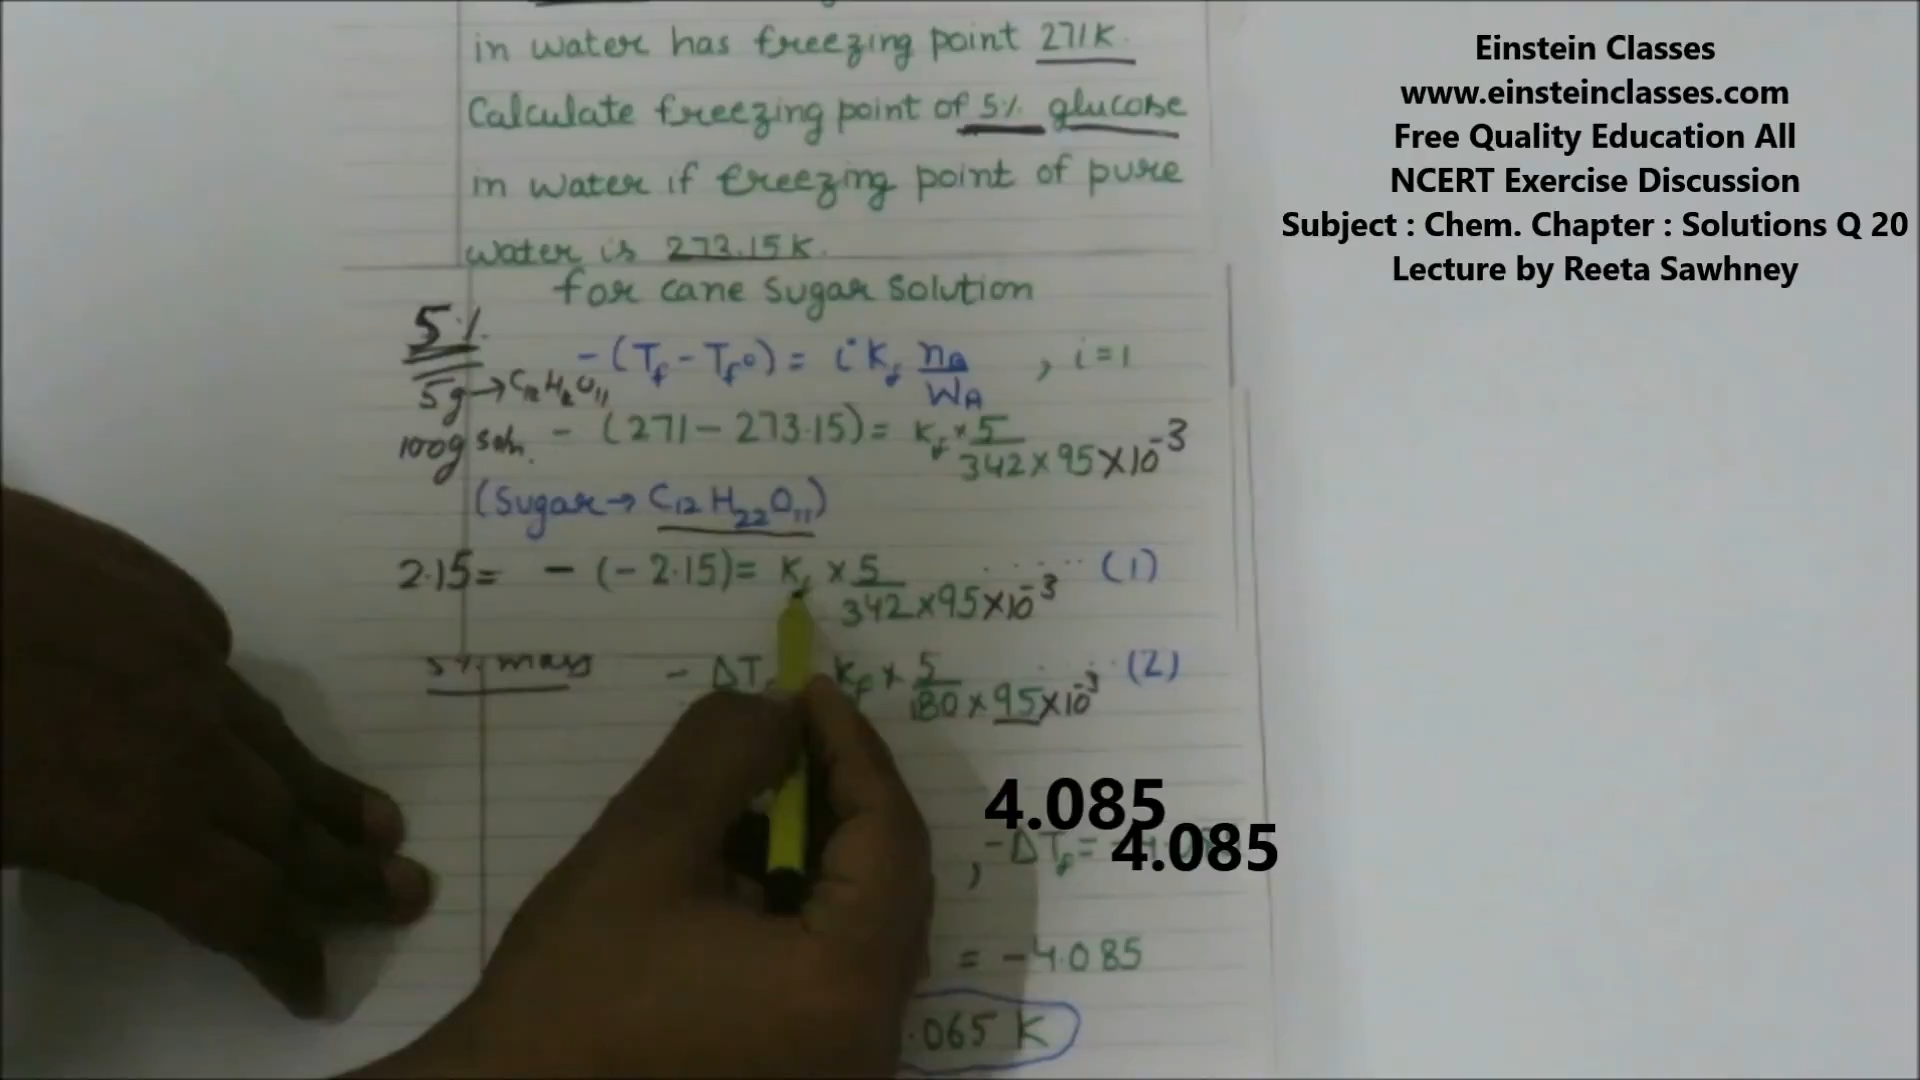 in water has freezing point 271K.
Calculate freezing point of 5% glucose
in water if freezing point of pure
water is 273.15K.
for cane sugar solution
5%
-(Tf - Tf°) = i Kf nB/WA , i=1
5g → C12H22O11
100g soln.
- (271 - 273.15) = Kf × 5/342×95×10-3
(Sugar → C12H22O11)
2.15 = - (-2.15) = Kf × 5/342×95×10-3 ..... (1)
5% mass
- ΔT Kf × 5/180×95×10-3 .... (2)
4.085
, -ΔTf = 4.085
= -4.085
.065 K
Einstein Classes
www.einsteinclasses.com
Free Quality Education All
NCERT Exercise Discussion
Subject : Chem. Chapter : Solutions Q 20
Lecture by Reeta Sawhney